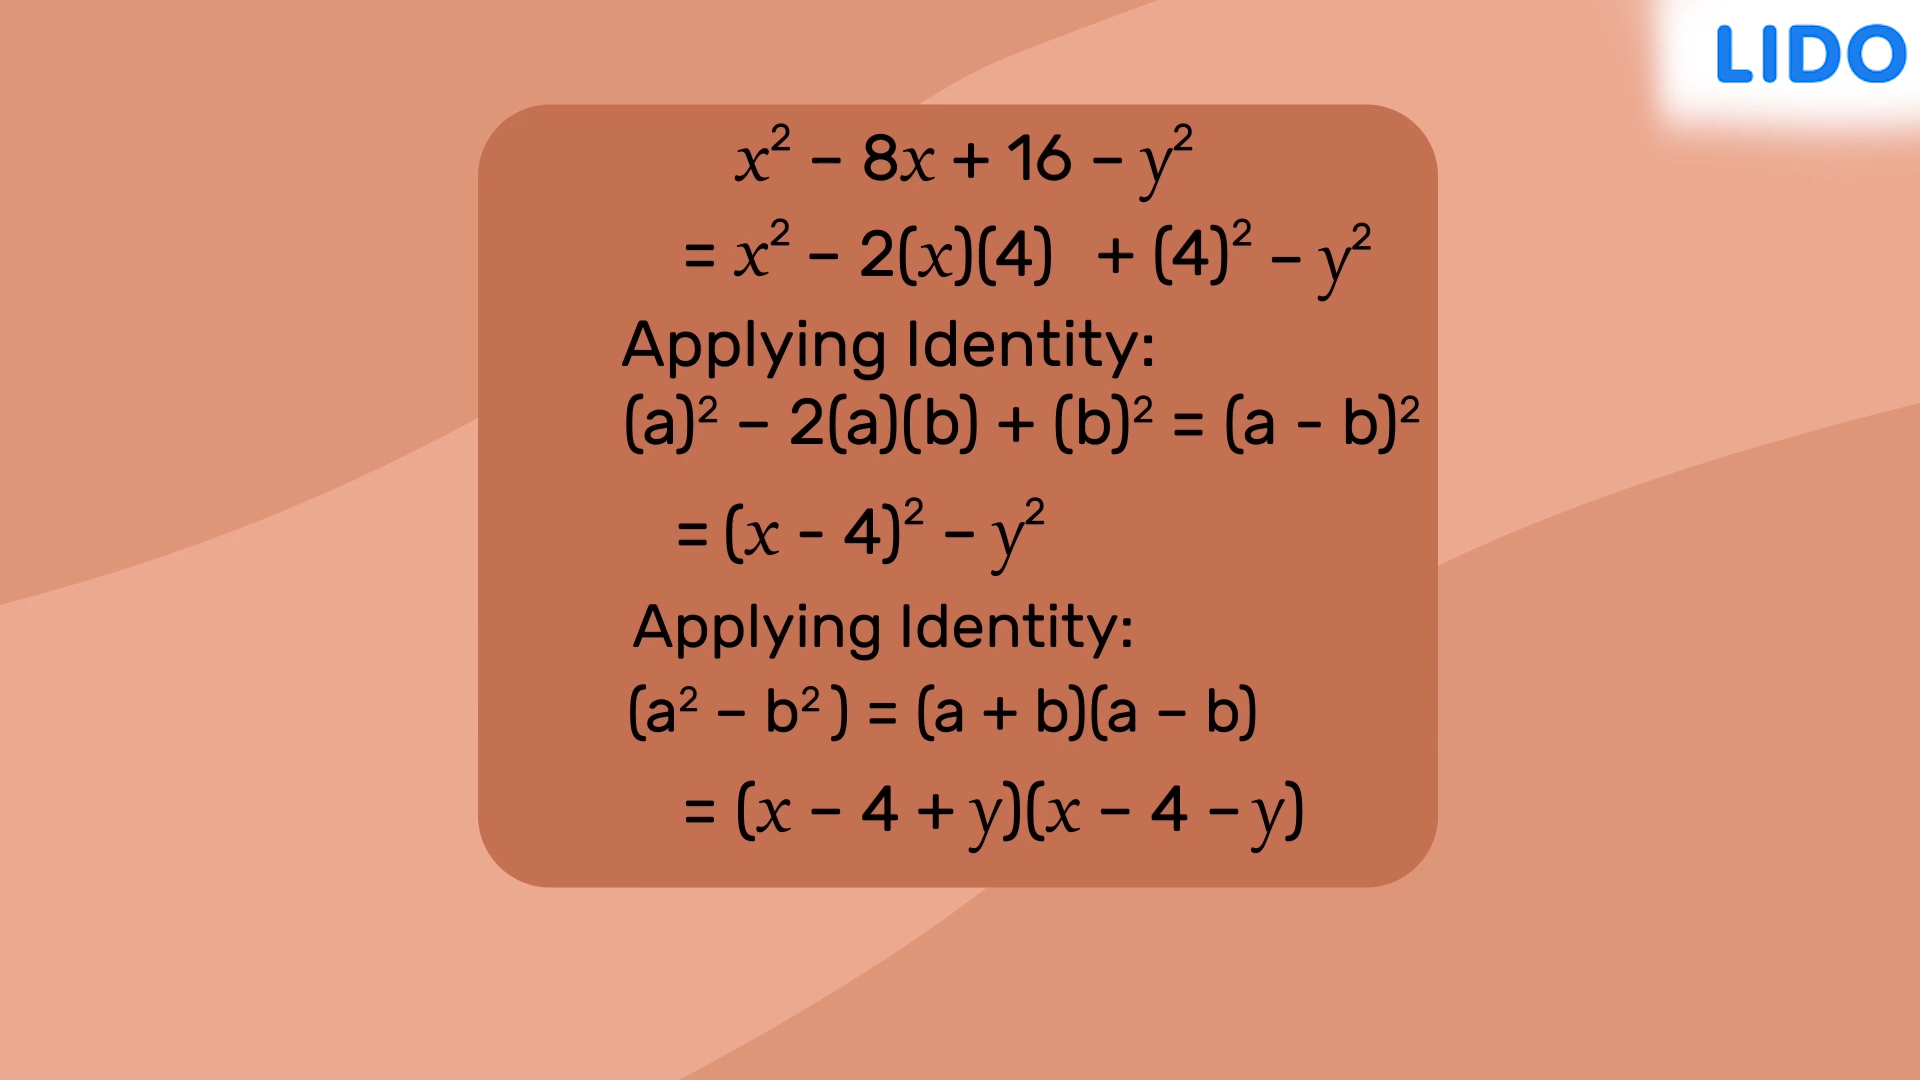 LIDO
x² – 8x + 16 – y²
= x² – 2(x)(4) + (4)² – y²
Applying Identity:
(a)² – 2(a)(b) + (b)² = (a - b)²
= (x - 4)² – y²
Applying Identity:
(a² – b² ) = (a + b)(a – b)
= (x – 4 + y)(x – 4 – y)